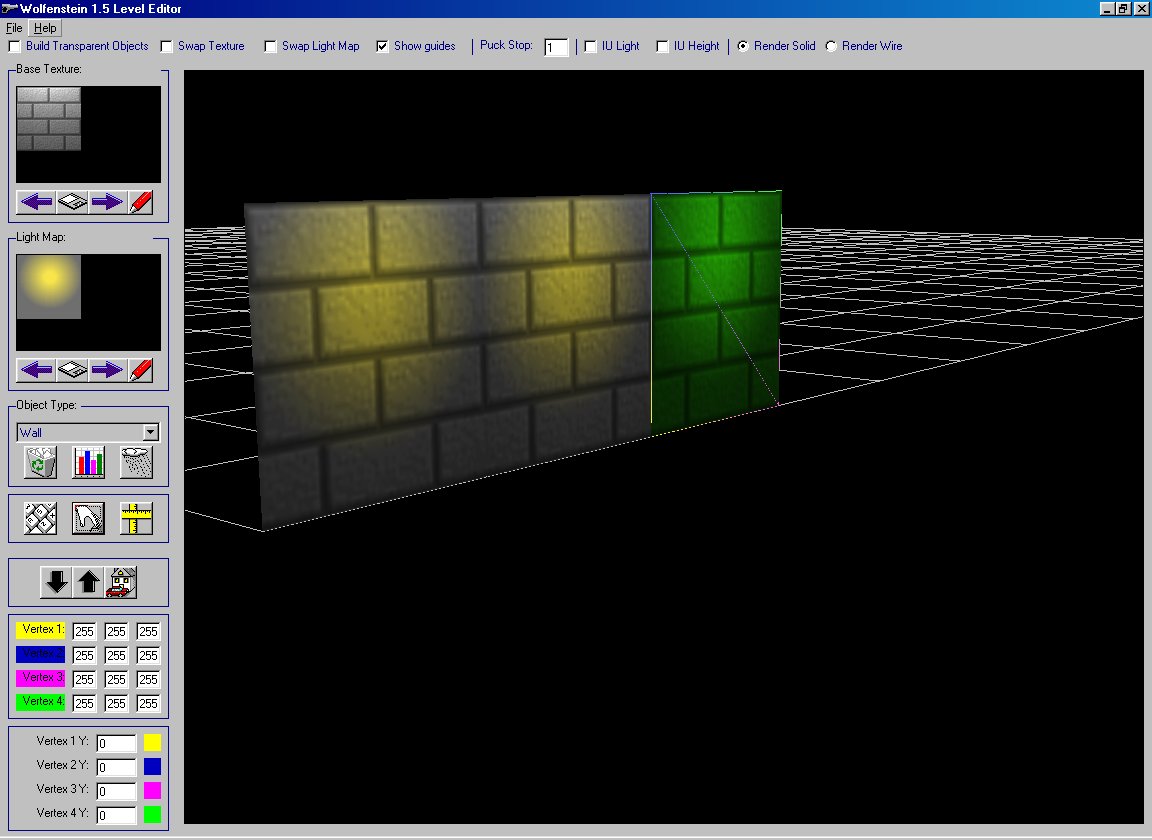 Wolfenstein 1.5 Level Editor
File Help
Build Transparent Objects Swap Texture Swap Light Map Show guides Puck Stop: 1 IU Light IU Height Render Solid Render Wire
Base Texture:
Light Map:
Object Type:
Wall
Vertex 1: 255 255 255
Vertex 2: 255 255 255
Vertex 3: 255 255 255
Vertex 4: 255 255 255
Vertex 1 Y: 0
Vertex 2 Y: 0
Vertex 3 Y: 0
Vertex 4 Y: 0